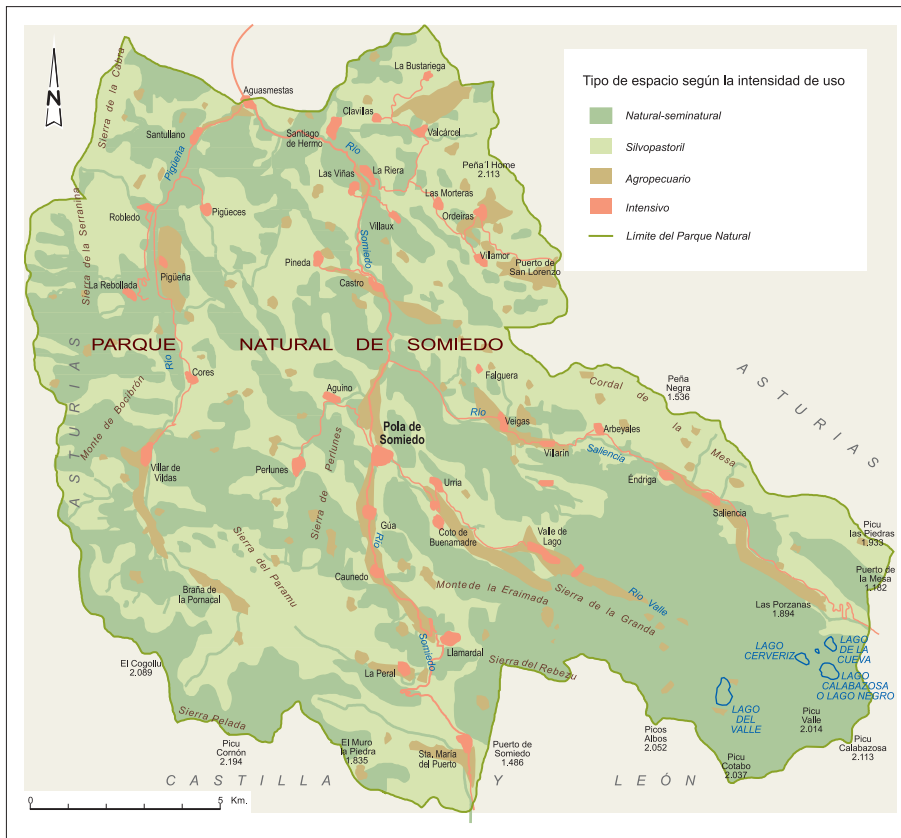 Tipo de espacio según la intensidad de uso
Natural-seminatural
Silvopastoril
Agropecuario
Intensivo
Límite del Parque Natural
N
Sierra de la Cabra
Aguasmestas
La Bustariega
Clavillas
Santullano
Santiago
de Hermo
Río
Valcárcel
Pigüeña
Peña'l Home
2.113
La Riera
Las Viñas
Las Morteras
Ordeiras
Sierra de la Serranina
Robledo
Pigüeces
Villaux
Somiedo
Villamor
Puerto de
San Lorenzo
Pineda
Pigüeña
Castro
La Rebollada
PARQUE NATURAL DE SOMIEDO
ASTURIAS
Río
Cores
Falguera
Cordal de la Mesa
Peña
Negra
1.536
ASTURIAS
Aguino
Monte de Bocibrón
Río
Veigas
Arbeyales
Pola de
Somiedo
Villarín
Saliencia
Villar de
Vildas
Perlunes
Sierra de Perlunes
Éndriga
Urria
Saliencia
Gúa
Coto de
Buenamadre
Valle de
Lago
Picu
las Piedras
1.933
Río
Sierra del Paramu
Caunedo
Puerto de
la Mesa
1.182
Braña de
la Pornacal
Monte de la Eraimada
Sierra de la Granda
Río Valle
Las Porzanas
1.894
Somiedo
Llamardal
LAGO
CERVERIZ
LAGO
DE LA
CUEVA
El Cogollu
2.089
La Peral
Sierra del Rebezu
LAGO
CALABAZOSA
O LAGO NEGRO
LAGO
DEL
VALLE
Sierra Pelada
Picu
Valle
2.014
Picos
Albos
2.052
Picu
Calabazosa
2.113
Picu
Cornón
2.194
El Muro
la Piedra
1.835
Sta. María
del Puerto
Puerto de
Somiedo
1.486
Picu
Cotabo
2.037
CASTILLA Y LEÓN
0 5 Km.